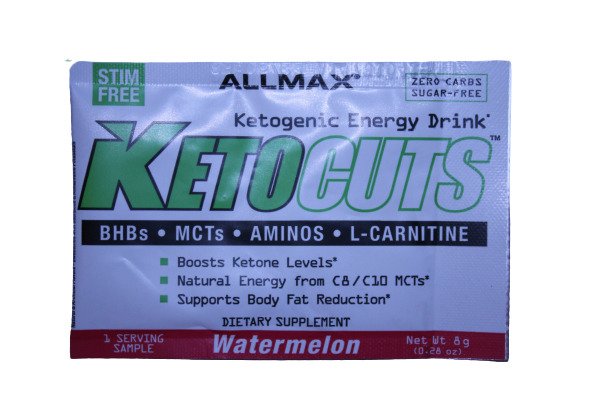 STIM
FREE
ALLMAX®
ZERO CARBS
SUGAR-FREE
Ketogenic Energy Drink*
KETOCUTS™
BHBs • MCTs • AMINOS • L-CARNITINE
Boosts Ketone Levels*
Natural Energy from C8/C10 MCTs*
Supports Body Fat Reduction*
DIETARY SUPPLEMENT
1 SERVING
SAMPLE
Watermelon
Net Wt 8g
(0.28 oz)